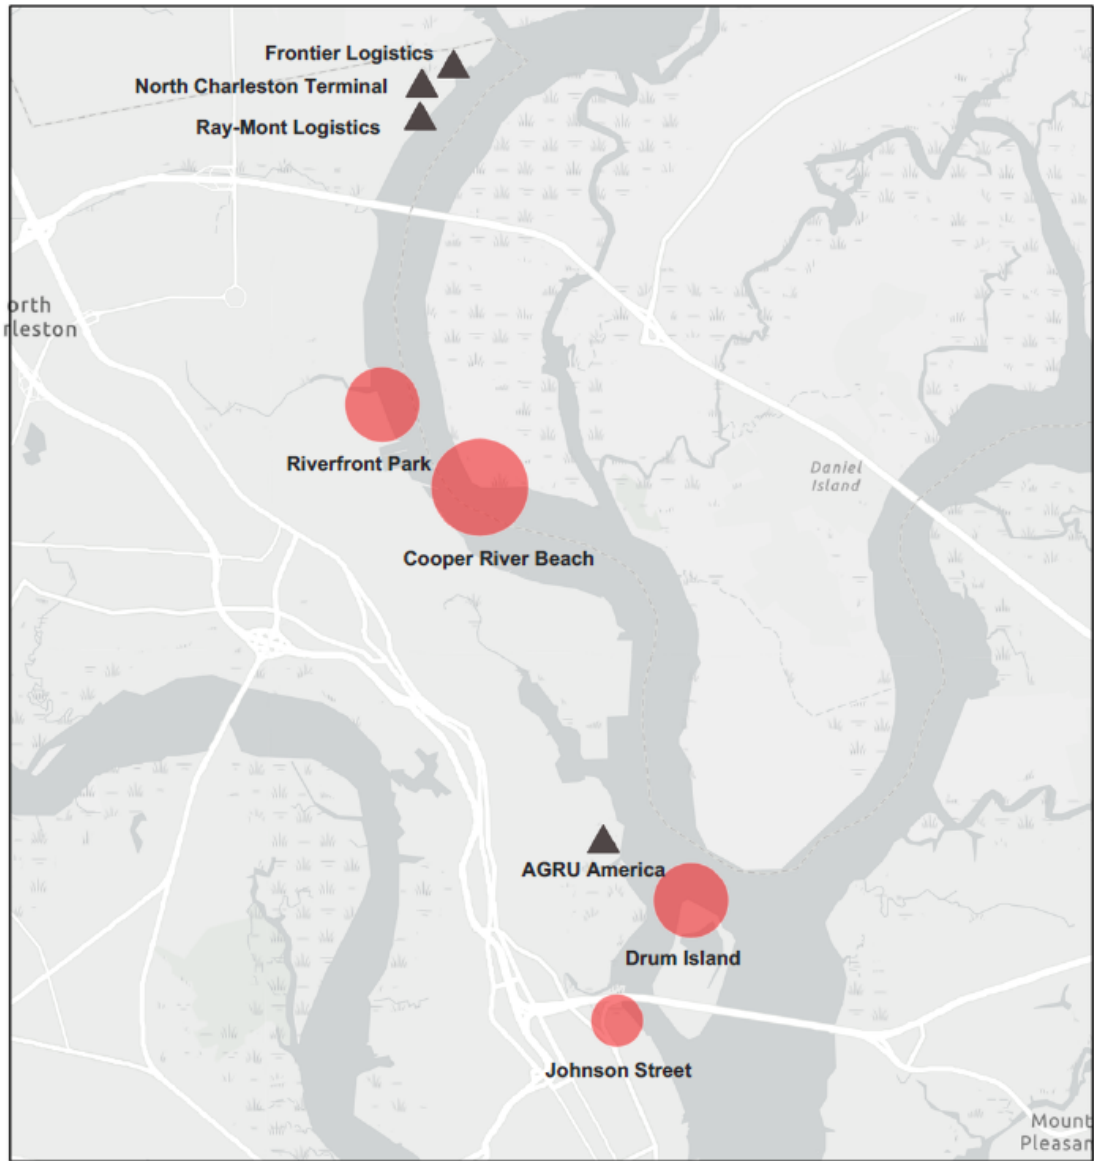 Frontier Logistics
North Charleston Terminal
Ray-Mont Logistics
orth
rleston
Riverfront Park
Daniel
Island
Cooper River Beach
AGRU America
Drum Island
Johnson Street
Mount
Pleasan